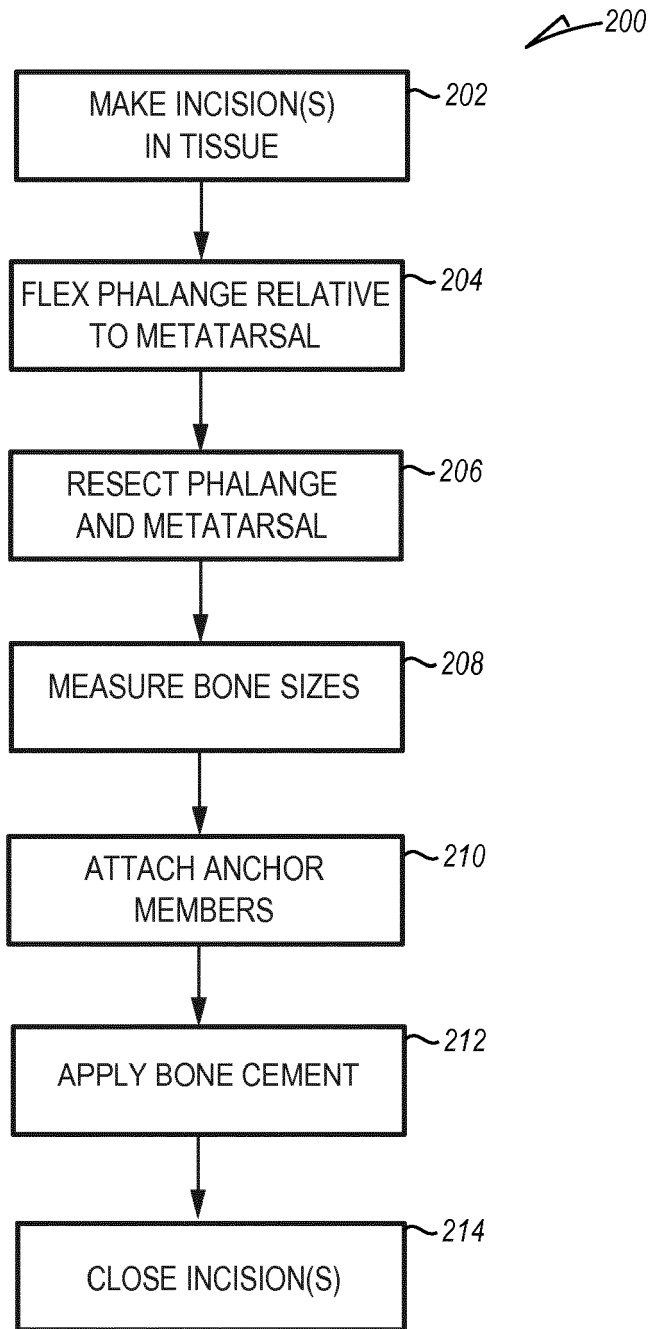 200
MAKE INCISION(S)
IN TISSUE
202
FLEX PHALANGE RELATIVE
TO METATARSAL
204
RESECT PHALANGE
AND METATARSAL
206
MEASURE BONE SIZES
208
ATTACH ANCHOR
MEMBERS
210
APPLY BONE CEMENT
212
CLOSE INCISION(S)
214